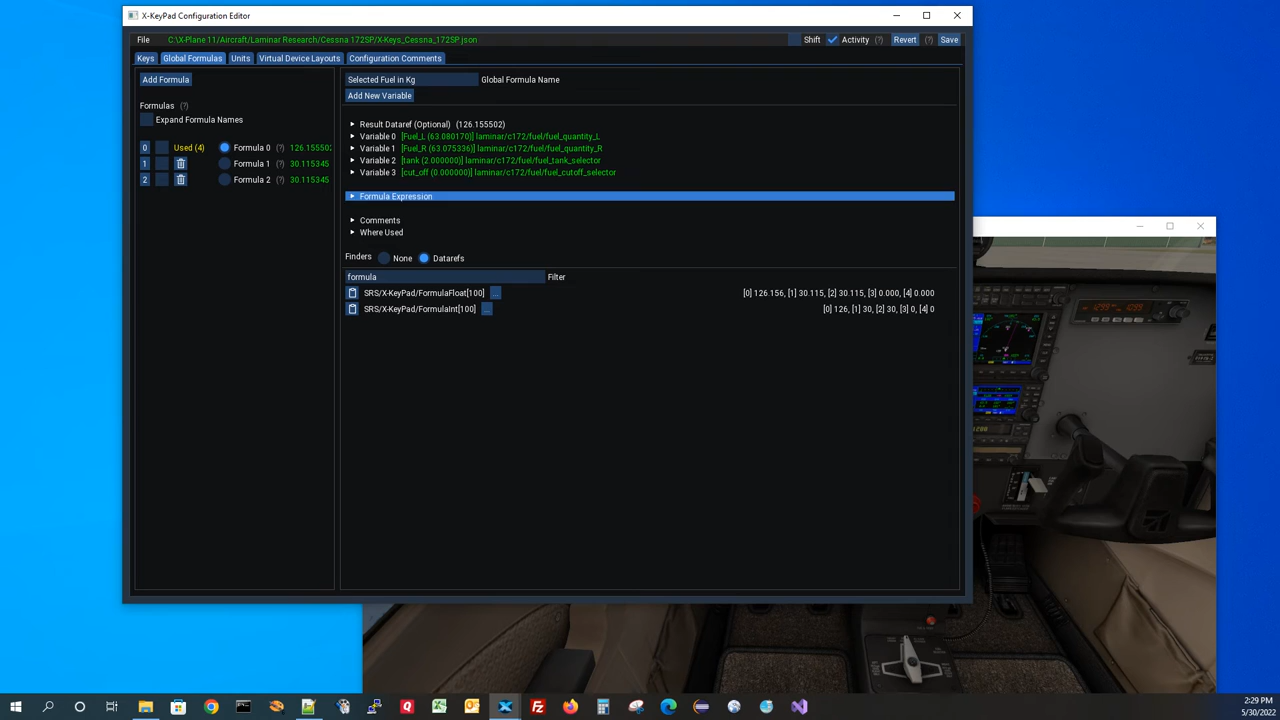 X-KeyPad Configuration Editor
File C:\X-Plane 11/Aircraft/Laminar Research/Cessna 172SP/X-Keys_Cessna_172SP.json Shift Activity (?) Revert (?) Save
Keys Global Formulas Units Virtual Device Layouts Configuration Comments
Add Formula
Selected Fuel in Kg Global Formula Name
Add New Variable
Formulas (?)
Expand Formula Names
Result Dataref (Optional) (126.155502)
Variable 0 [Fuel_L (63.080170)] laminar/c172/fuel/fuel_quantity_L
0 Used (4) Formula 0 (?) 126.155502
Variable 1 [Fuel_R (63.075336)] laminar/c172/fuel/fuel_quantity_R
1 Formula 1 (?) 30.115345
Variable 2 [tank (2.000000)] laminar/c172/fuel/fuel_tank_selector
2 Formula 2 (?) 30.115345
Variable 3 [cut_off (0.000000)] laminar/c172/fuel/fuel_cutoff_selector
Formula Expression
Comments
Where Used
Finders None Datarefs
formula Filter
SRS/X-KeyPad/FormulaFloat[100] ... [0] 126.156, [1] 30.115, [2] 30.115, [3] 0.000, [4] 0.000
SRS/X-KeyPad/FormulaInt[100] ... [0] 126, [1] 30, [2] 30, [3] 0, [4] 0
2:29 PM
5/30/2022